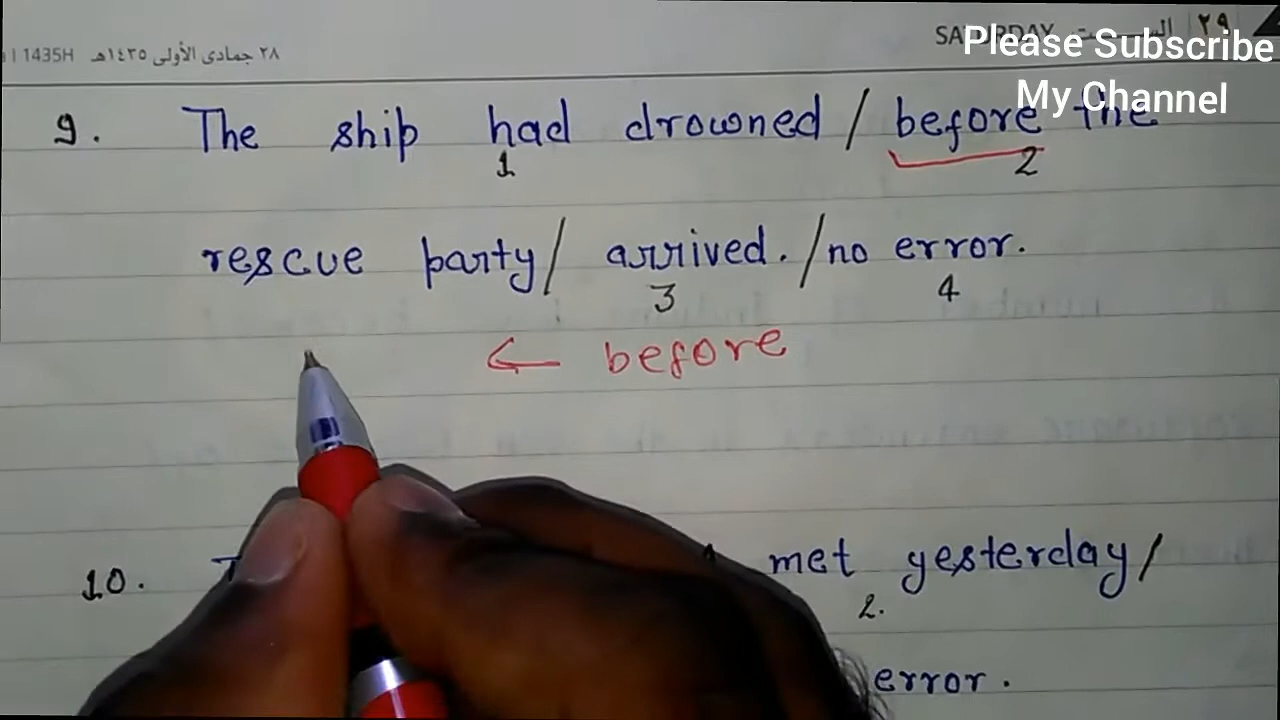 SATURDAY السبت ٢٩
1435H ٢٨ جمادى الأولى ١٤٣٥هـ
Please Subscribe
My Channel
9. The ship had drowned / before the
1 2
rescue party / arrived. / no error.
3 4
← before
10. met yesterday /
2.
error.